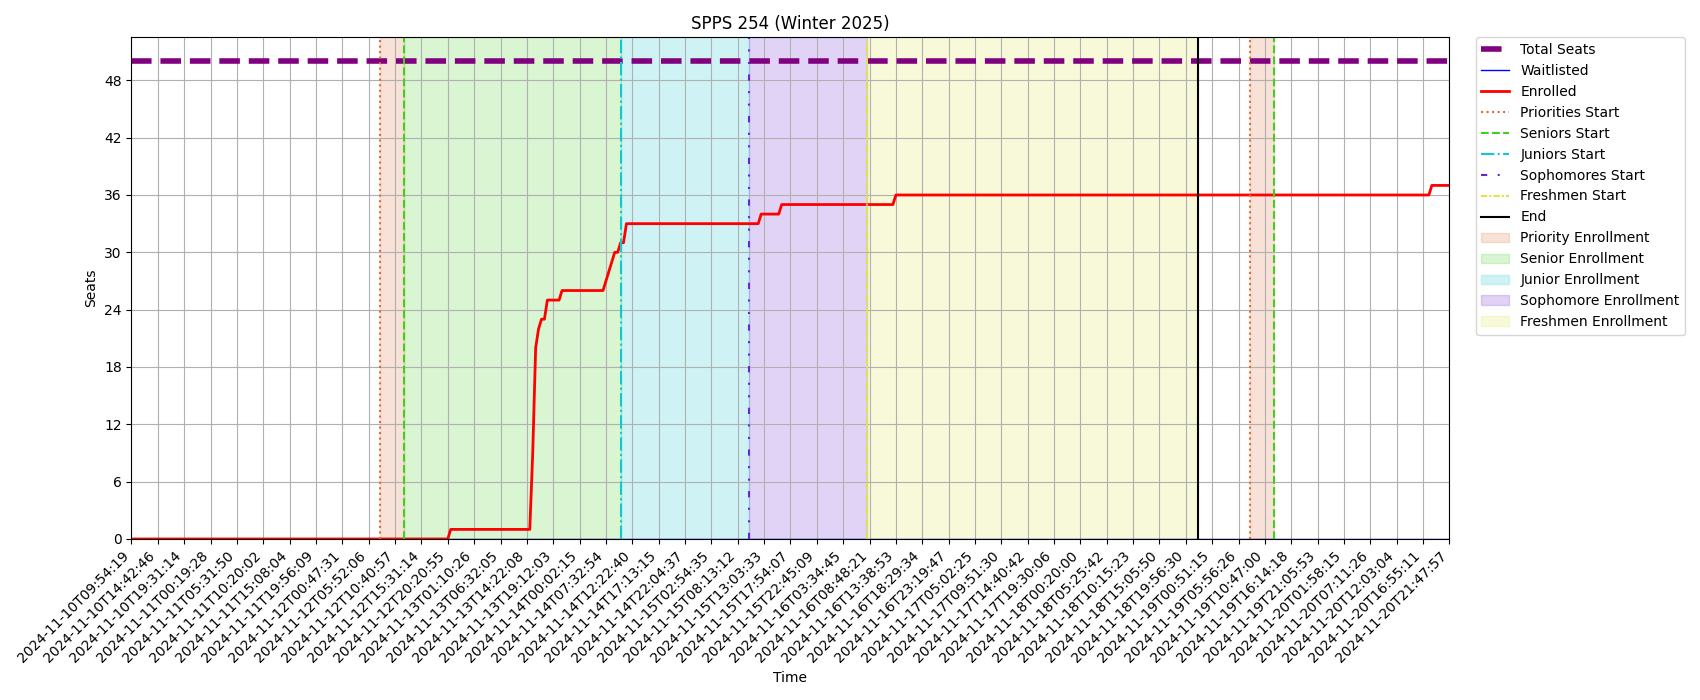 SPPS 254 (Winter 2025)
Total Seats
Waitlisted
Enrolled
Priorities Start
Seniors Start
Juniors Start
Sophomores Start
Freshmen Start
End
Priority Enrollment
Senior Enrollment
Junior Enrollment
Sophomore Enrollment
Freshmen Enrollment
Seats
48
42
36
30
24
18
12
6
0
2024-11-10T09:54:19
2024-11-10T14:42:46
2024-11-10T19:31:14
2024-11-11T00:19:28
2024-11-11T05:31:50
2024-11-11T10:20:02
2024-11-11T15:08:04
2024-11-11T19:56:09
2024-11-12T00:47:31
2024-11-12T05:52:06
2024-11-12T10:40:57
2024-11-12T15:31:14
2024-11-12T20:20:55
2024-11-13T01:10:26
2024-11-13T06:32:05
2024-11-13T14:22:08
2024-11-13T19:12:03
2024-11-14T00:02:15
2024-11-14T07:32:54
2024-11-14T12:22:40
2024-11-14T17:13:15
2024-11-14T22:04:37
2024-11-15T02:54:35
2024-11-15T08:13:12
2024-11-15T13:03:33
2024-11-15T17:54:07
2024-11-15T22:45:09
2024-11-16T03:34:45
2024-11-16T08:48:21
2024-11-16T13:38:53
2024-11-16T18:29:34
2024-11-16T23:19:47
2024-11-17T05:02:25
2024-11-17T09:51:30
2024-11-17T14:40:42
2024-11-17T19:30:06
2024-11-18T00:20:00
2024-11-18T05:25:42
2024-11-18T10:15:23
2024-11-18T15:05:50
2024-11-18T19:56:30
2024-11-19T00:51:15
2024-11-19T05:56:26
2024-11-19T10:47:00
2024-11-19T16:14:18
2024-11-19T21:05:53
2024-11-20T01:58:15
2024-11-20T07:11:26
2024-11-20T12:03:04
2024-11-20T16:55:11
2024-11-20T21:47:57
Time